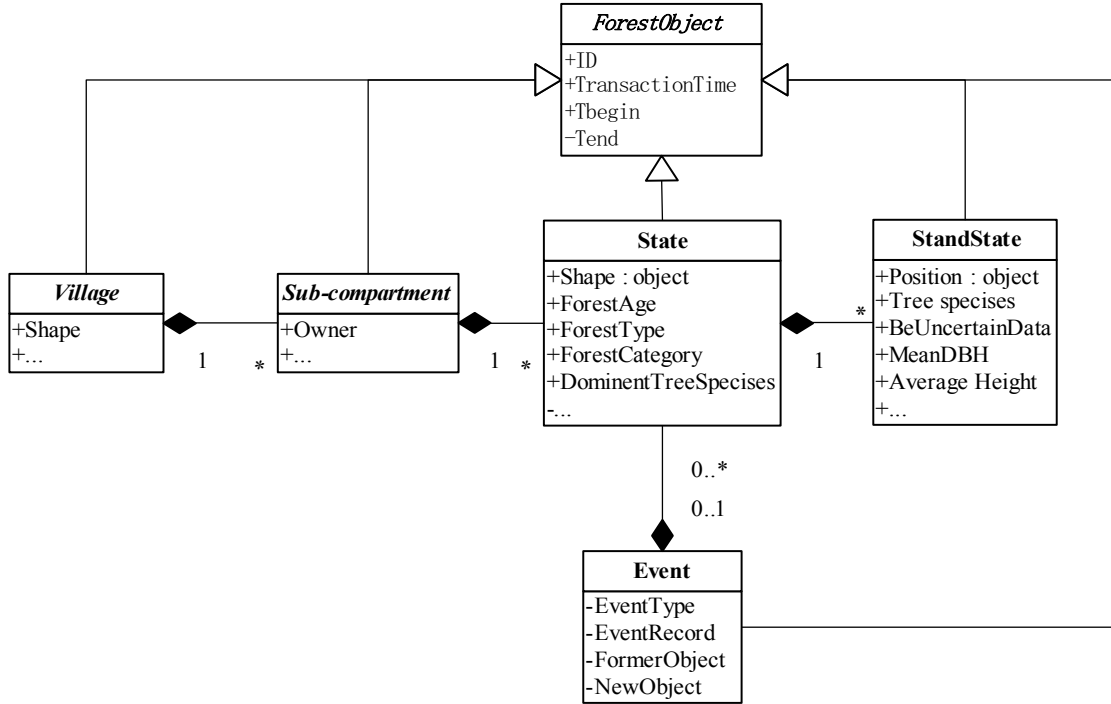 ForestObject
+ID
+TransactionTime
+Tbegin
-Tend
Village
+Shape
+...
1
*
Sub-compartment
+Owner
+...
1
*
State
+Shape : object
+ForestAge
+ForestType
+ForestCategory
+DominentTreeSpecises
-...
1
*
StandState
+Position : object
+Tree specises
+BeUncertainData
+MeanDBH
+Average Height
+...
0..*
0..1
Event
-EventType
-EventRecord
-FormerObject
-NewObject